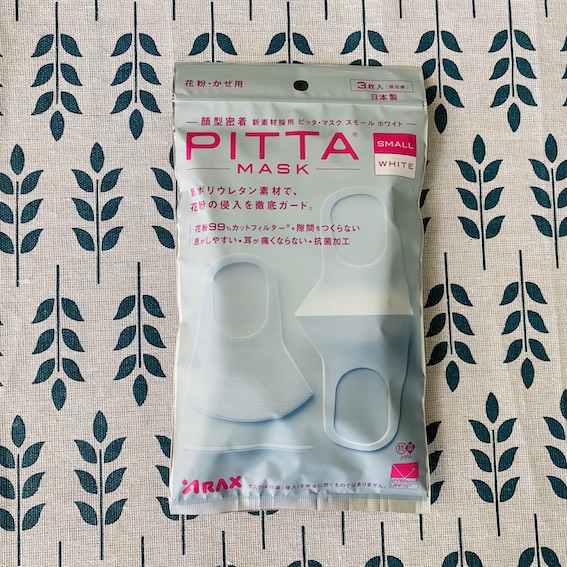 花粉・かぜ用
3枚入 [個包装]
日本製
顔型密着 新素材採用 ピッタ・マスク スモール ホワイト
PITTA®
MASK
SMALL
WHITE
新ポリウレタン素材で、
花粉の侵入を徹底ガード。
花粉99%カットフィルター※・隙間をつくらない
息がしやすい・耳が痛くならない・抗菌加工
抗菌
ARAX